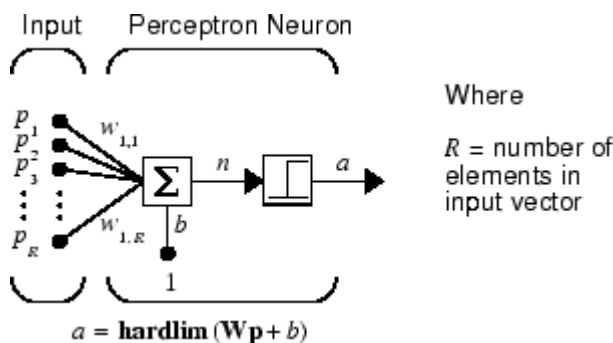 Input Perceptron Neuron
p1
p2
p3
w1,1
Where
R = number of
elements in
input vector
Σ
n
a
pR
w1,R
b
1
a = hardlim (Wp + b)